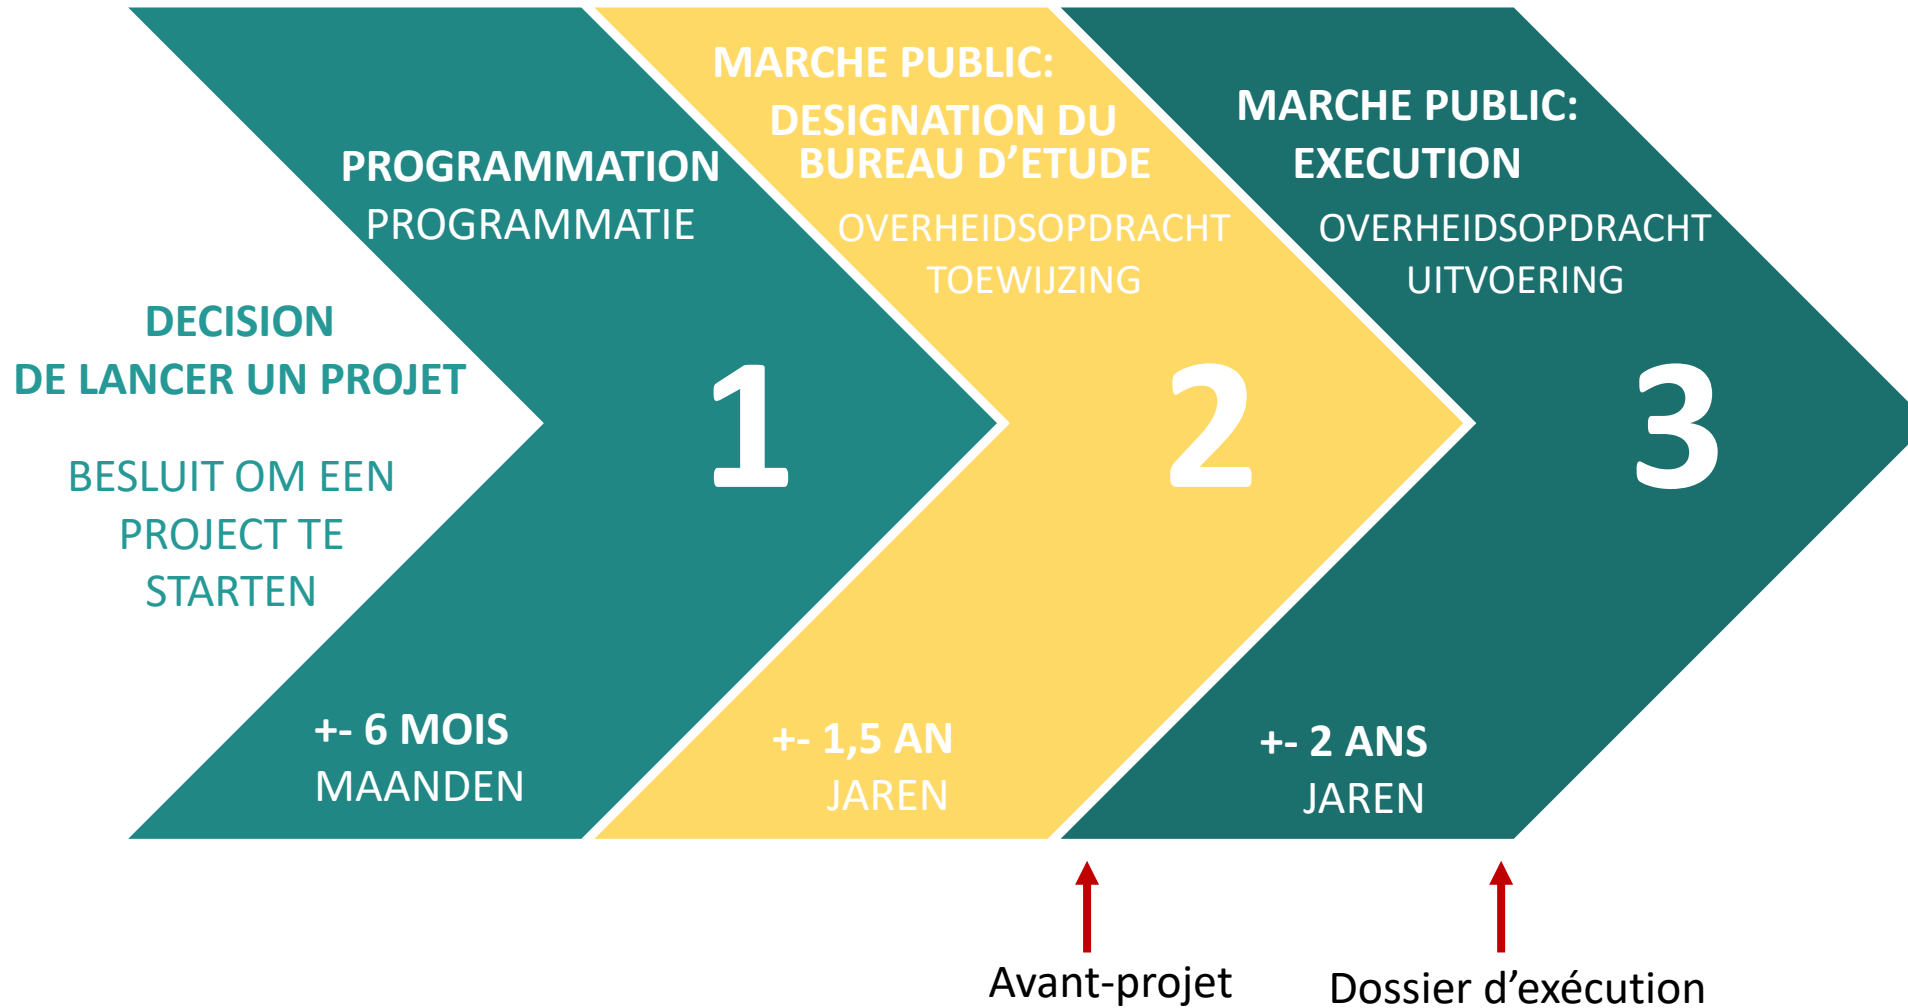 DECISION
DE LANCER UN PROJET
BESLUIT OM EEN
PROJECT TE
STARTEN
PROGRAMMATION
PROGRAMMATIE
1
+- 6 MOIS
MAANDEN
MARCHE PUBLIC:
DESIGNATION DU
BUREAU D’ETUDE
OVERHEIDSOPDRACHT
TOEWIJZING
2
+- 1,5 AN
JAREN
MARCHE PUBLIC:
EXECUTION
OVERHEIDSOPDRACHT
UITVOERING
3
+- 2 ANS
JAREN
Avant-projet
Dossier d’exécution